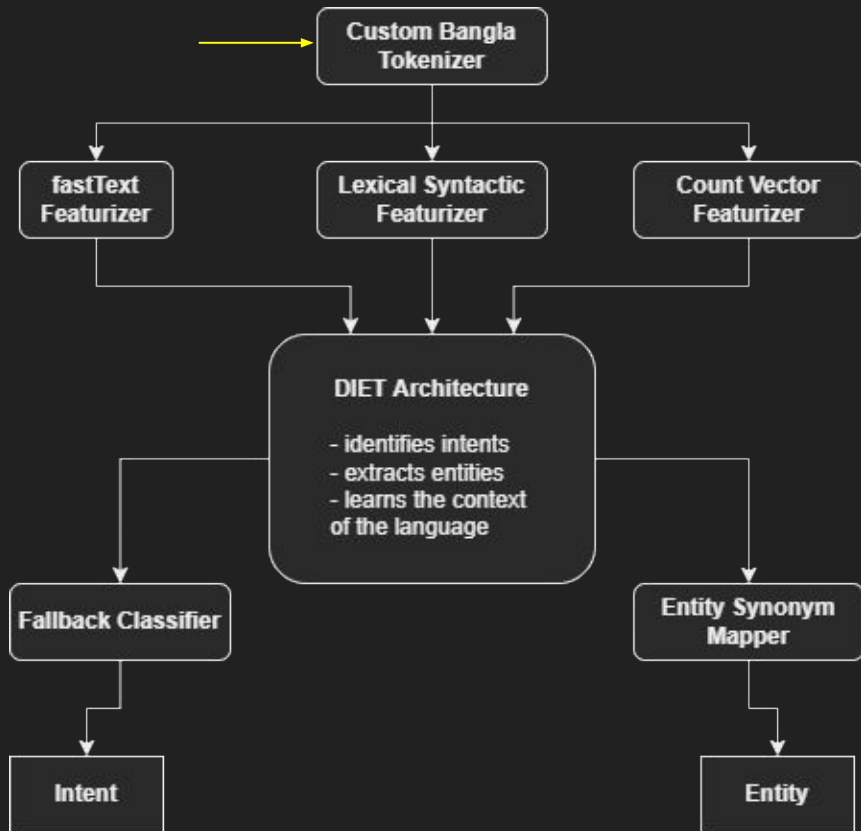 Custom Bangla
Tokenizer
fastText
Featurizer
Lexical Syntactic
Featurizer
Count Vector
Featurizer
DIET Architecture
- identifies intents
- extracts entities
- learns the context
of the language
Fallback Classifier
Entity Synonym
Mapper
Intent
Entity